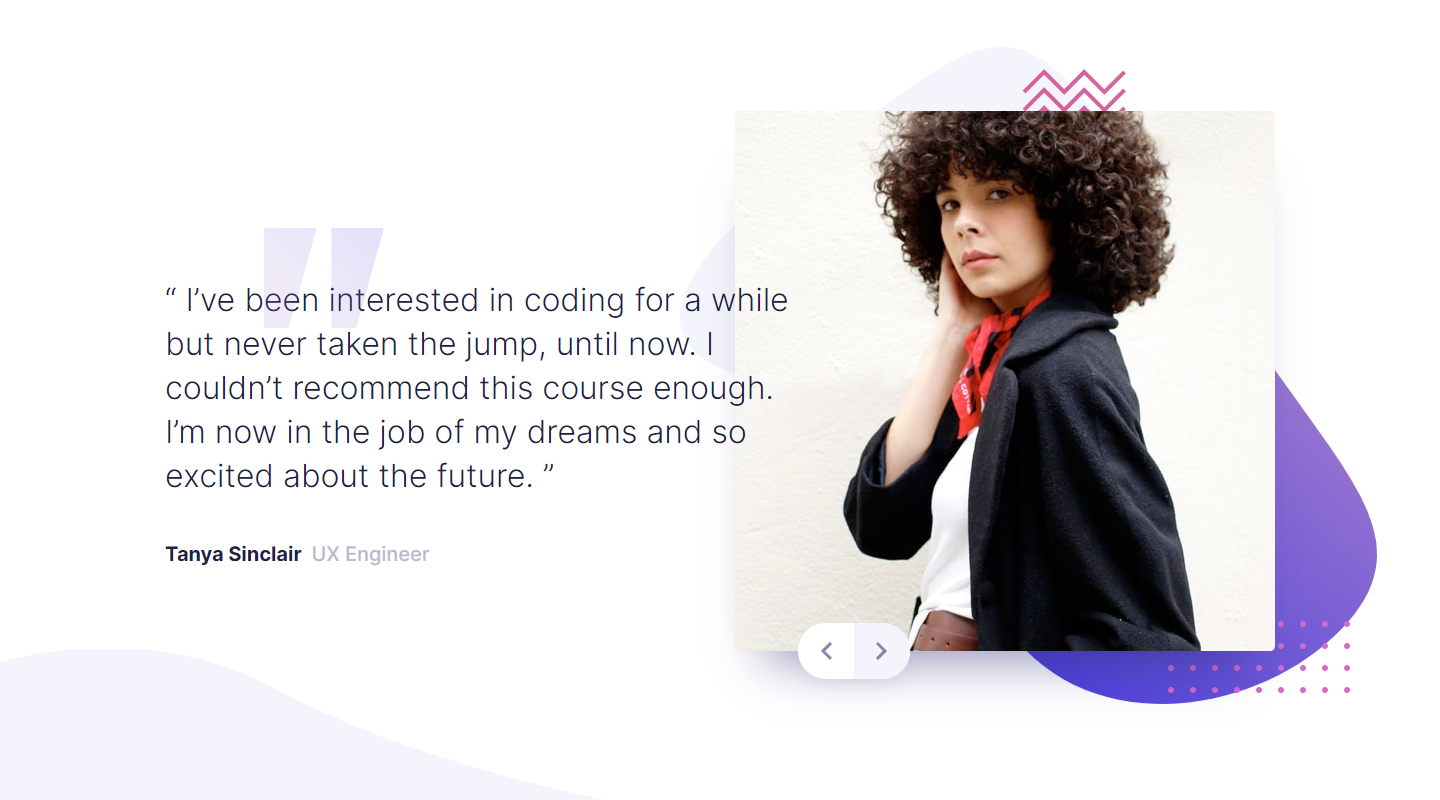 “ I’ve been interested in coding for a while
but never taken the jump, until now. I
couldn’t recommend this course enough.
I’m now in the job of my dreams and so
excited about the future. ”
Tanya Sinclair UX Engineer